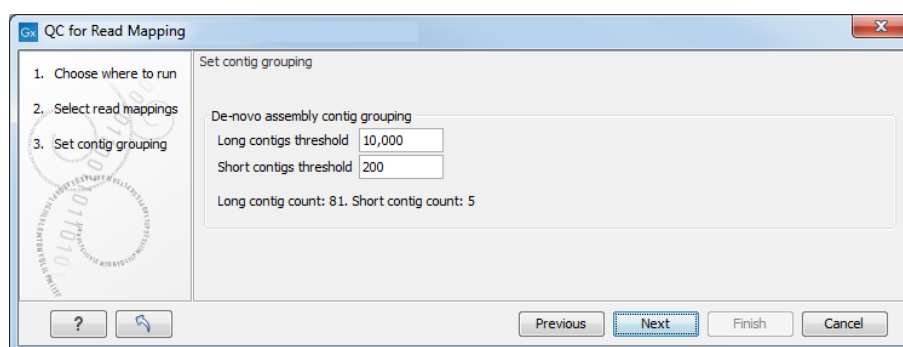 Gx QC for Read Mapping
1. Choose where to run
2. Select read mappings
3. Set contig grouping
Set contig grouping
De-novo assembly contig grouping
Long contigs threshold 10,000
Short contigs threshold 200
Long contig count: 81. Short contig count: 5
? Previous Next Finish Cancel